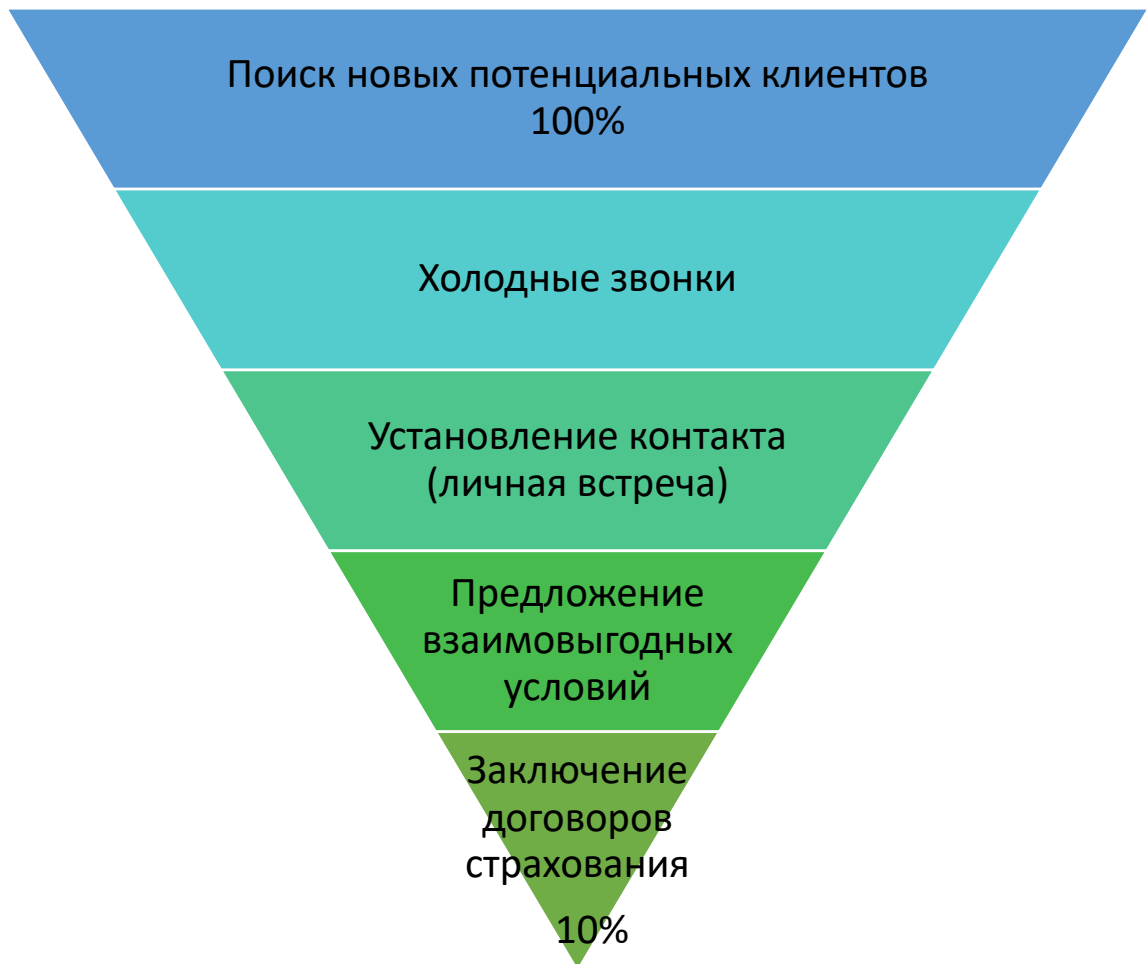 Поиск новых потенциальных клиентов
100%
Холодные звонки
Установление контакта
(личная встреча)
Предложение
взаимовыгодных
условий
Заключение
договоров
страхования
10%